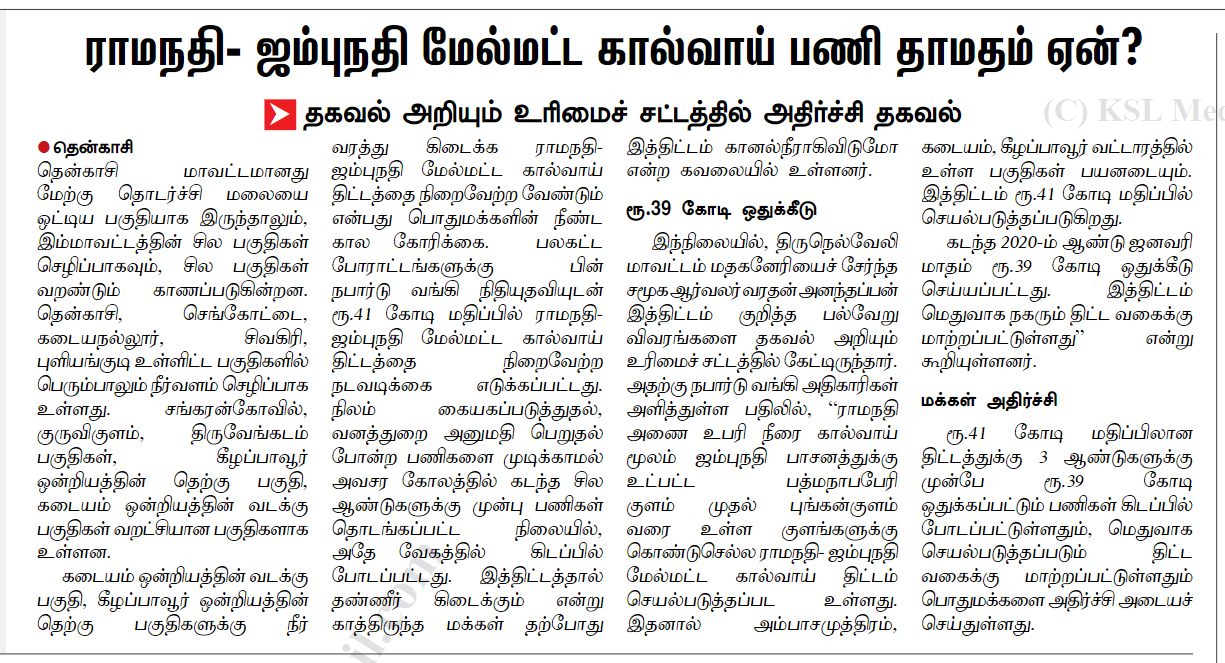 ராமநதி- ஜம்புநதி மேல்மட்ட கால்வாய் பணி தாமதம் ஏன்?
தகவல் அறியும் உரிமைச் சட்டத்தில் அதிர்ச்சி தகவல்
(C) KSL Med
தென்காசி
தென்காசி மாவட்டமானது
மேற்கு தொடர்ச்சி மலையை
ஒட்டிய பகுதியாக இருந்தாலும்,
இம்மாவட்டத்தின் சில பகுதிகள்
செழிப்பாகவும், சில பகுதிகள்
வறண்டும் காணப்படுகின்றன.
தென்காசி, செங்கோட்டை,
கடையநல்லூர், சிவகிரி,
புளியங்குடி உள்ளிட்ட பகுதிகளில்
பெரும்பாலும் நீர்வளம் செழிப்பாக
உள்ளது. சங்கரன்கோவில்,
குருவிகுளம், திருவேங்கடம்
பகுதிகள், கீழப்பாவூர்
ஒன்றியத்தின் தெற்கு பகுதி,
கடையம் ஒன்றியத்தின் வடக்கு
பகுதிகள் வறட்சியான பகுதிகளாக
உள்ளன.
கடையம் ஒன்றியத்தின் வடக்கு
பகுதி, கீழப்பாவூர் ஒன்றியத்தின்
தெற்கு பகுதிகளுக்கு நீர்
வரத்து கிடைக்க ராமநதி-
ஜம்புநதி மேல்மட்ட கால்வாய்
திட்டத்தை நிறைவேற்ற வேண்டும்
என்பது பொதுமக்களின் நீண்ட
கால கோரிக்கை. பலகட்ட
போராட்டங்களுக்கு பின்
நபார்டு வங்கி நிதியுதவியுடன்
ரூ.41 கோடி மதிப்பில் ராமநதி-
ஜம்புநதி மேல்மட்ட கால்வாய்
திட்டத்தை நிறைவேற்ற
நடவடிக்கை எடுக்கப்பட்டது.
நிலம் கையகப்படுத்துதல்,
வனத்துறை அனுமதி பெறுதல்
போன்ற பணிகளை முடிக்காமல்
அவசர கோலத்தில் கடந்த சில
ஆண்டுகளுக்கு முன்பு பணிகள்
தொடங்கப்பட்ட நிலையில்,
அதே வேகத்தில் கிடப்பில்
போடப்பட்டது. இத்திட்டத்தால்
தண்ணீர் கிடைக்கும் என்று
காத்திருந்த மக்கள் தற்போது
இத்திட்டம் கானல்நீராகிவிடுமோ
என்ற கவலையில் உள்ளனர்.
ரூ.39 கோடி ஒதுக்கீடு
இந்நிலையில், திருநெல்வேலி
மாவட்டம் மதகனேரியைச் சேர்ந்த
சமூக ஆர்வலர் வரதன் அனந்தப்பன்
இத்திட்டம் குறித்த பல்வேறு
விவரங்களை தகவல் அறியும்
உரிமைச் சட்டத்தில் கேட்டிருந்தார்.
அதற்கு நபார்டு வங்கி அதிகாரிகள்
அளித்துள்ள பதிலில், “ராமநதி
அணை உபரி நீரை கால்வாய்
மூலம் ஜம்புநதி பாசனத்துக்கு
உட்பட்ட பத்மநாபபேரி
குளம் முதல் புங்கன்குளம்
வரை உள்ள குளங்களுக்கு
கொண்டுசெல்ல ராமநதி- ஜம்புநதி
மேல்மட்ட கால்வாய் திட்டம்
செயல்படுத்தப்பட உள்ளது.
இதனால் அம்பாசமுத்திரம்,
கடையம், கீழப்பாவூர் வட்டாரத்தில்
உள்ள பகுதிகள் பயனடையும்.
இத்திட்டம் ரூ.41 கோடி மதிப்பில்
செயல்படுத்தப்படுகிறது.
கடந்த 2020-ம் ஆண்டு ஜனவரி
மாதம் ரூ.39 கோடி ஒதுக்கீடு
செய்யப்பட்டது. இத்திட்டம்
மெதுவாக நகரும் திட்ட வகைக்கு
மாற்றப்பட்டுள்ளது” என்று
கூறியுள்ளனர்.
மக்கள் அதிர்ச்சி
ரூ.41 கோடி மதிப்பிலான
திட்டத்துக்கு 3 ஆண்டுகளுக்கு
முன்பே ரூ.39 கோடி
ஒதுக்கப்பட்டும் பணிகள் கிடப்பில்
போடப்பட்டுள்ளதும், மெதுவாக
செயல்படுத்தப்படும் திட்ட
வகைக்கு மாற்றப்பட்டுள்ளதும்
பொதுமக்களை அதிர்ச்சி அடையச்
செய்துள்ளது.